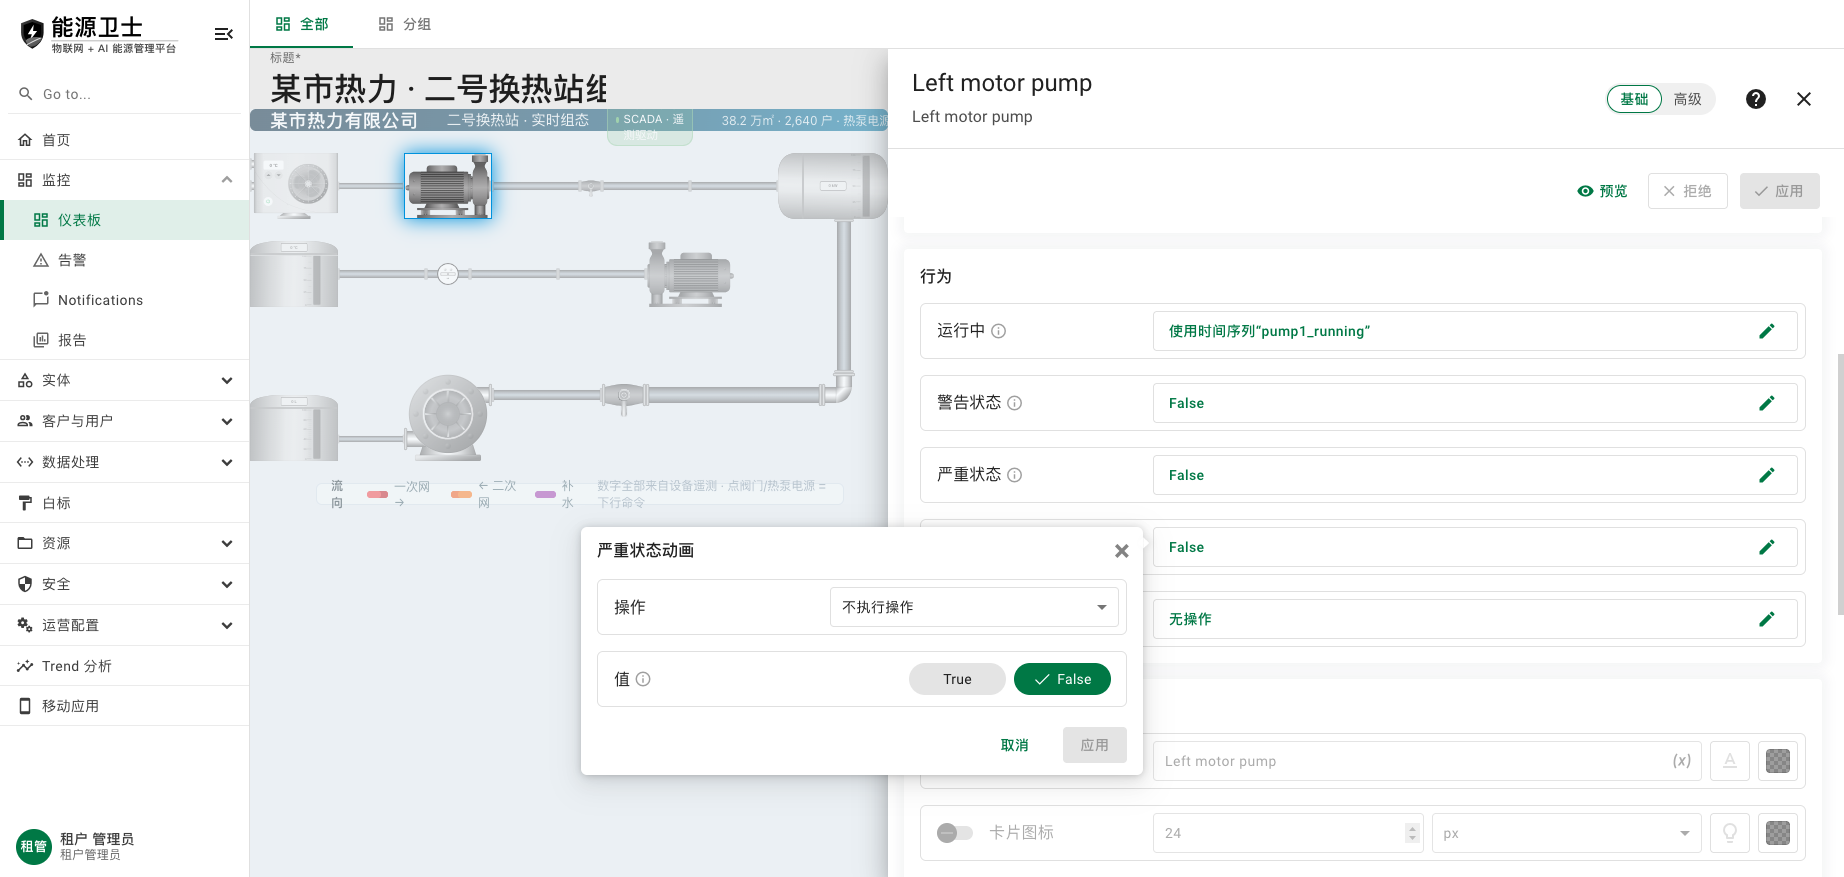 能源卫士
物联网 + AI 能源管理平台
Go to...
首页
监控
仪表板
告警
Notifications
报告
实体
客户与用户
数据处理
白标
资源
安全
运营配置
Trend 分析
移动应用
租管
租户 管理员
租户管理员
全部
分组
标题*
某市热力 · 二号换热站组
某市热力有限公司
二号换热站 · 实时组态
SCADA · 遥
测驱动
38.2 万㎡ · 2,640 户 · 热泵电源
流向
一次网 →
← 二次网
补水
数字全部来自设备遥测 · 点阀门/热泵电源 =
下行命令
Left motor pump
Left motor pump
基础
高级
预览
拒绝
应用
行为
运行中
使用时间序列“pump1_running”
警告状态
False
严重状态
False
False
无操作
严重状态动画
操作
不执行操作
值
True
False
取消
应用
Left motor pump
(x)
卡片图标
24
px